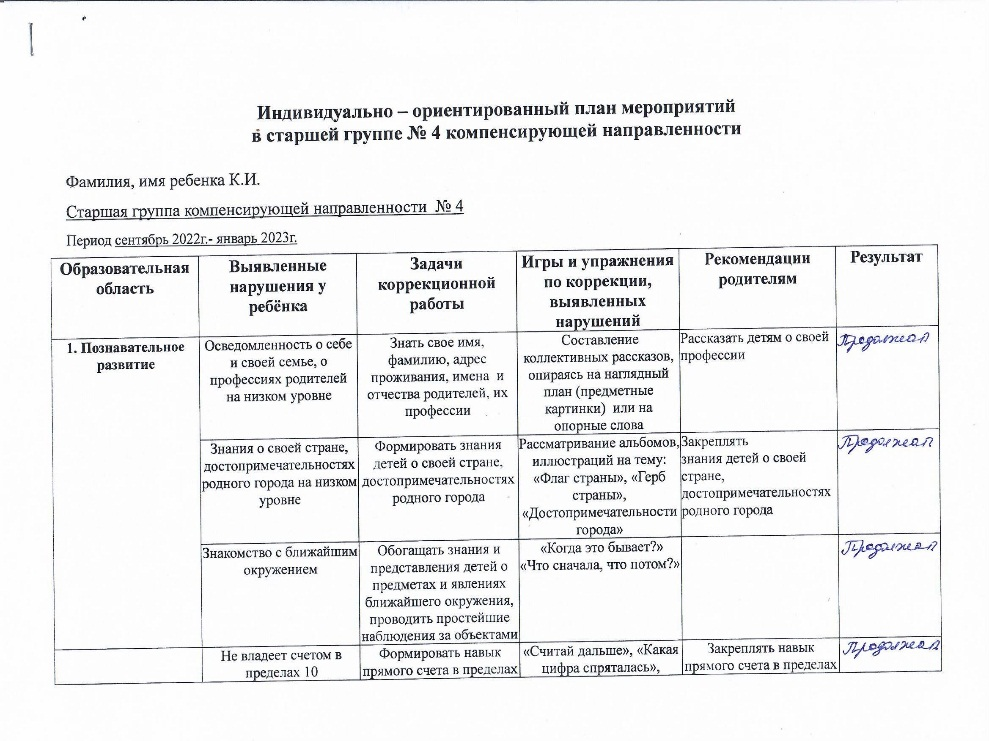 Индивидуально – ориентированный план мероприятий
в старшей группе № 4 компенсирующей направленности
Фамилия, имя ребенка К.И.
Старшая группа компенсирующей направленности № 4
Период сентябрь 2022г.- январь 2023г.
Образовательная
область
Выявленные
нарушения у
ребёнка
Задачи
коррекционной
работы
Игры и упражнения
по коррекции,
выявленных
нарушений
Рекомендации
родителям
Результат
1. Познавательное
развитие
Осведомленность о себе
и своей семье, о
профессиях родителей
на низком уровне
Знать свое имя,
фамилию, адрес
проживания, имена и
отчества родителей, их
профессии
Составление
коллективных рассказов,
опираясь на наглядный
план (предметные
картинки) или на
опорные слова
Рассказать детям о своей
профессии
Знания о своей стране,
достопримечательностях
родного города на низком
уровне
Формировать знания
детей о своей стране,
достопримечательностях
родного города
Рассматривание альбомов,
иллюстраций на тему:
«Флаг страны», «Герб
страны»,
«Достопримечательности
города»
Закреплять
знания детей о своей
стране,
достопримечательностях
родного города
Знакомство с ближайшим
окружением
Обогащать знания и
представления детей о
предметах и явлениях
ближайшего окружения,
проводить простейшие
наблюдения за объектами
«Когда это бывает?»
«Что сначала, что потом?»
Не владеет счетом в
пределах 10
Формировать навык
прямого счета в пределах
«Считай дальше», «Какая
цифра спряталась»,
Закреплять навык
прямого счета в пределах